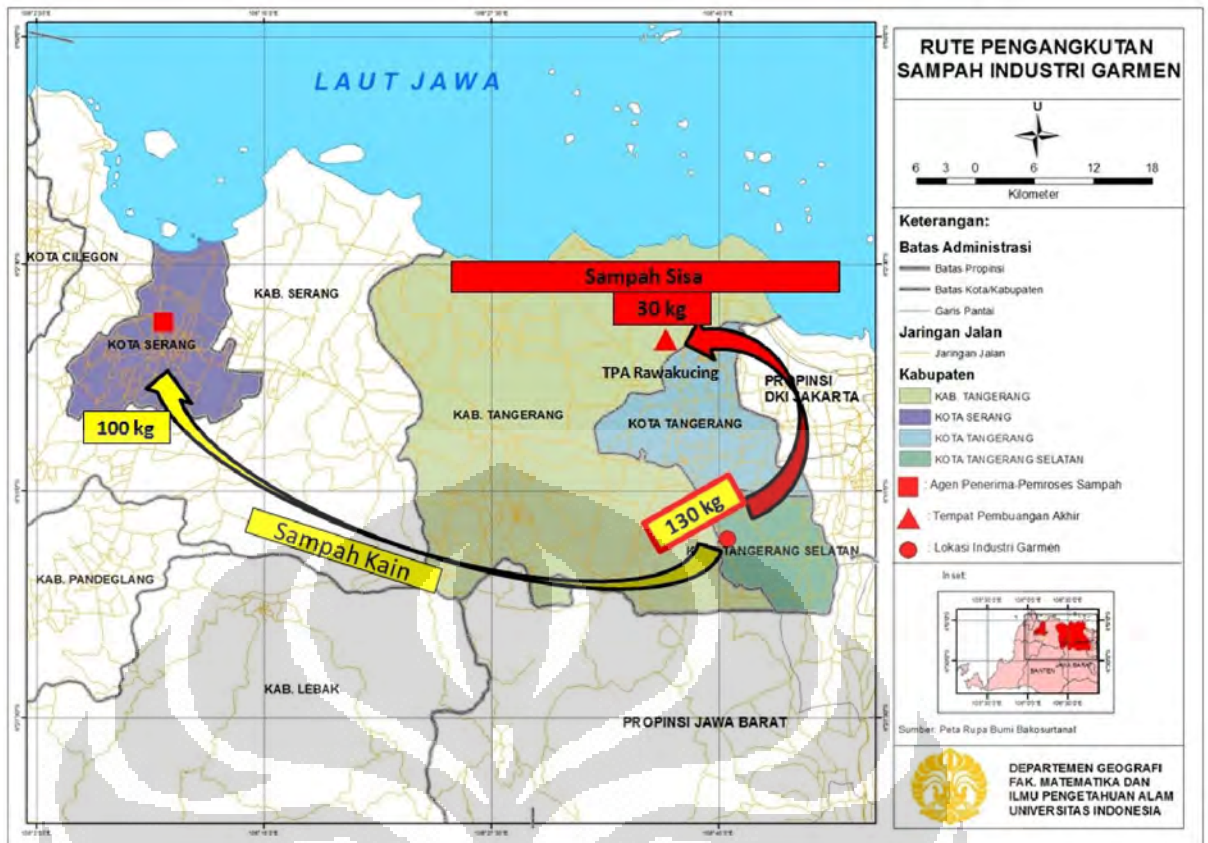 LAUT JAWA
KOTA CILEGON
KAB. SERANG
KOTA SERANG
100 kg
Sampah Kain
KAB. PANDEGLANG
KAB. LEBAK
Sampah Sisa
30 kg
TPA Rawakucing
KAB. TANGERANG
KOTA TANGERANG
PROPINSI
DKI JAKARTA
130 kg
TANGERANG SELATAN
PROPINSI JAWA BARAT
RUTE PENGANGKUTAN
SAMPAH INDUSTRI GARMEN
U
6 3 0 6 12 18
Kilometer
Keterangan:
Batas Administrasi
Batas Propinsi
Batas Kota/Kabupaten
Garis Pantai
Jaringan Jalan
Jaringan Jalan
Kabupaten
KAB. TANGERANG
KOTA SERANG
KOTA TANGERANG
KOTA TANGERANG SELATAN
: Agen Penerima-Pemroses Sampah
: Tempat Pembuangan Akhir
: Lokasi Industri Garmen
Inset:
BANTEN
JAWA BARAT
Sumber: Peta Rupa Bumi Bakosurtanal
DEPARTEMEN GEOGRAFI
FAK. MATEMATIKA DAN
ILMU PENGETAHUAN ALAM
UNIVERSITAS INDONESIA